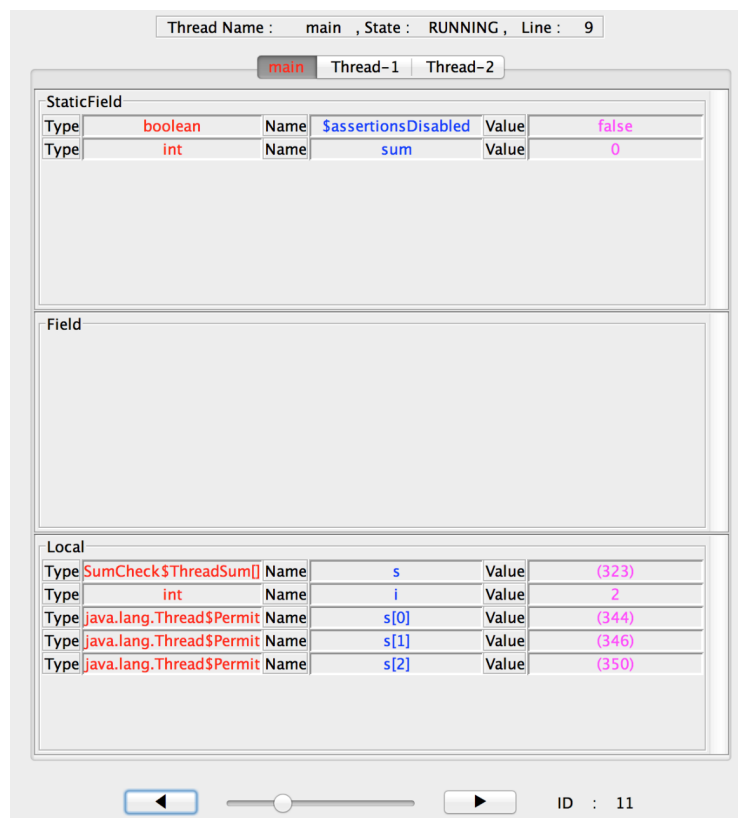 Thread Name : main , State : RUNNING , Line : 9
main Thread-1 Thread-2
StaticField
Type boolean Name $assertionsDisabled Value false
Type int Name sum Value 0
Field
Local
Type SumCheck$ThreadSum[] Name s Value (323)
Type int Name i Value 2
Type java.lang.Thread$Permit Name s[0] Value (344)
Type java.lang.Thread$Permit Name s[1] Value (346)
Type java.lang.Thread$Permit Name s[2] Value (350)
ID : 11